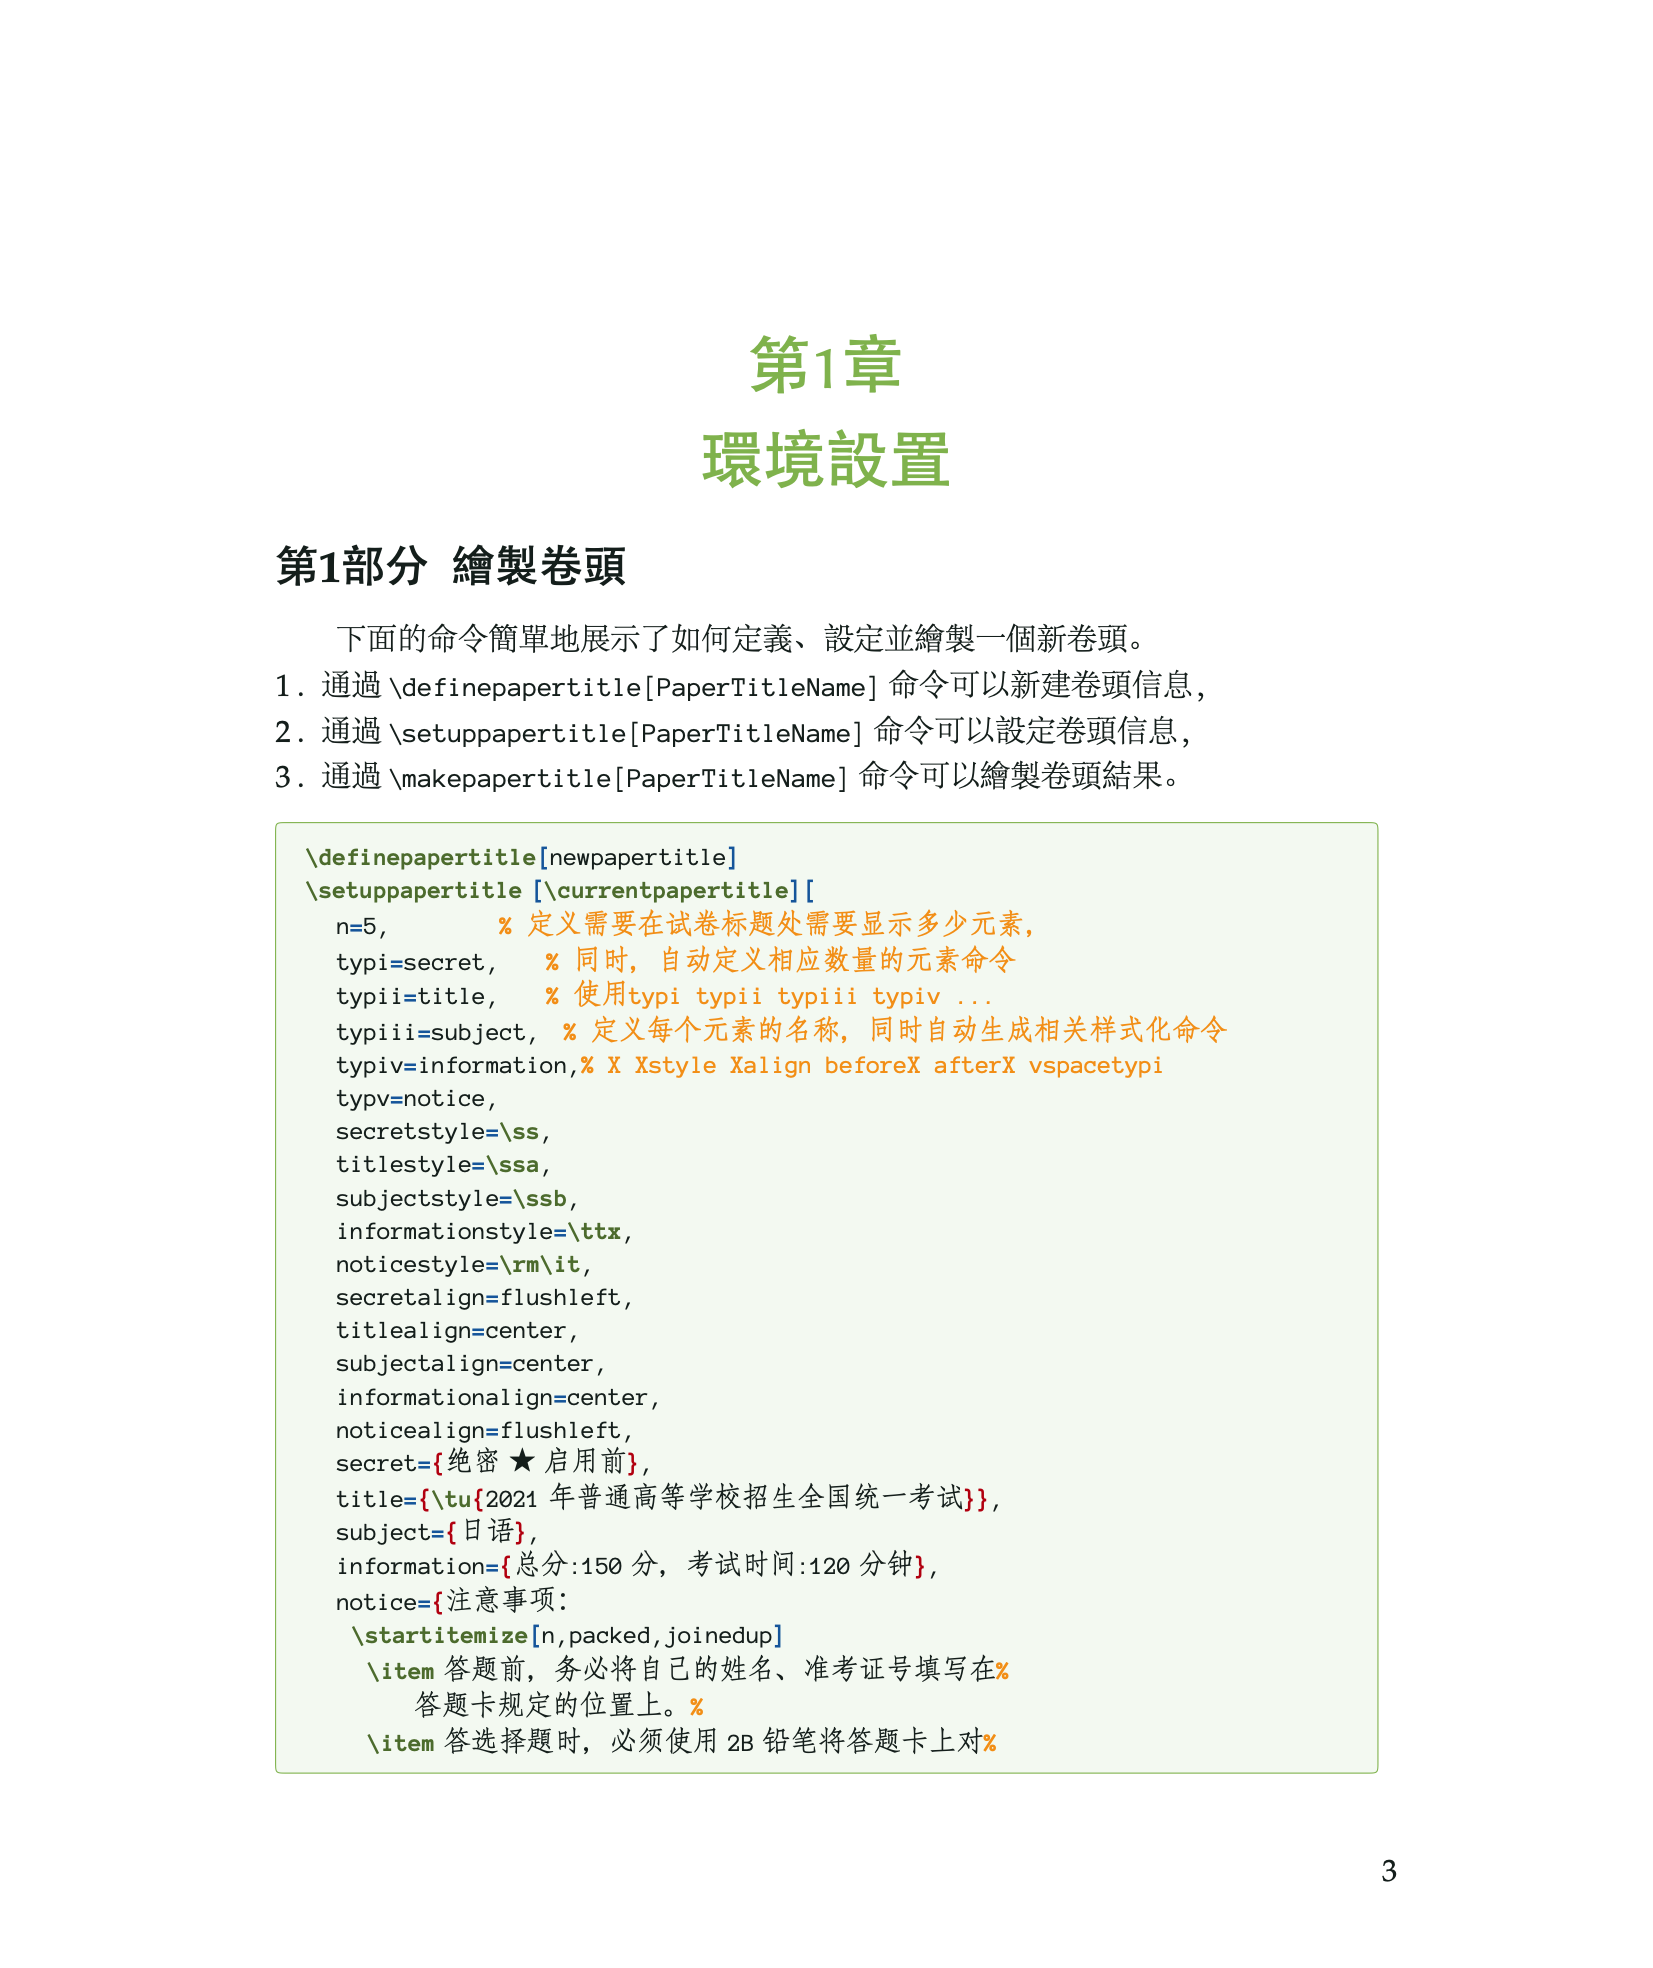 第1章
環境設置
第1部分 繪製卷頭
下面的命令簡單地展示了如何定義、設定並繪製一個新卷頭。
1. 通過 \definepapertitle[PaperTitleName] 命令可以新建卷頭信息，
2. 通過 \setuppapertitle[PaperTitleName] 命令可以設定卷頭信息，
3. 通過 \makepapertitle[PaperTitleName] 命令可以繪製卷頭結果。
\definepapertitle[newpapertitle]
\setuppapertitle [\currentpapertitle][
n=5, % 定义需要在试卷标题处需要显示多少元素，
typi=secret, % 同时，自动定义相应数量的元素命令
typii=title, % 使用typi typii typiii typiv ...
typiii=subject, % 定义每个元素的名称，同时自动生成相关样式化命令
typiv=information,% X Xstyle Xalign beforeX afterX vspacetypi
typv=notice,
secretstyle=\ss,
titlestyle=\ssa,
subjectstyle=\ssb,
informationstyle=\ttx,
noticestyle=\rm\it,
secretalign=flushleft,
titlealign=center,
subjectalign=center,
informationalign=center,
noticealign=flushleft,
secret={绝密 ★ 启用前},
title={\tu{2021 年普通高等学校招生全国统一考试}},
subject={日语},
information={总分:150 分，考试时间:120 分钟},
notice={注意事项：
\startitemize[n,packed,joinedup]
\item 答题前，务必将自己的姓名、准考证号填写在%
答题卡规定的位置上。%
\item 答选择题时，必须使用 2B 铅笔将答题卡上对%
3